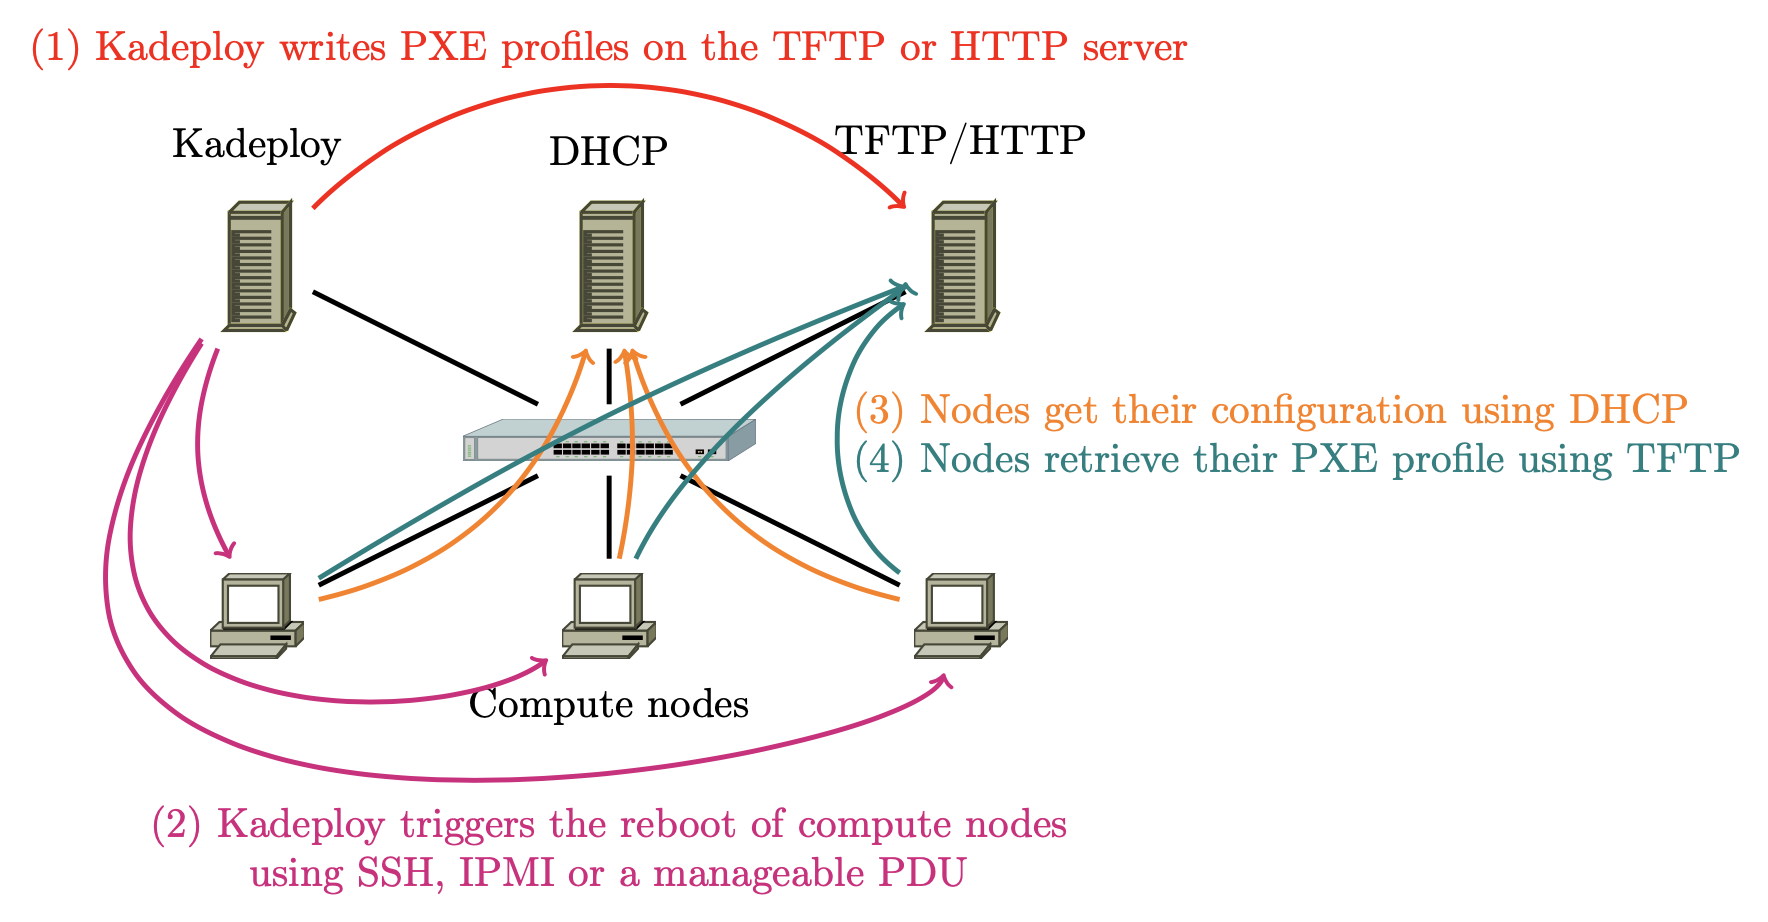 (1) Kadeploy writes PXE profiles on the TFTP or HTTP server
Kadeploy
DHCP
TFTP/HTTP
(3) Nodes get their configuration using DHCP
(4) Nodes retrieve their PXE profile using TFTP
Compute nodes
(2) Kadeploy triggers the reboot of compute nodes
using SSH, IPMI or a manageable PDU